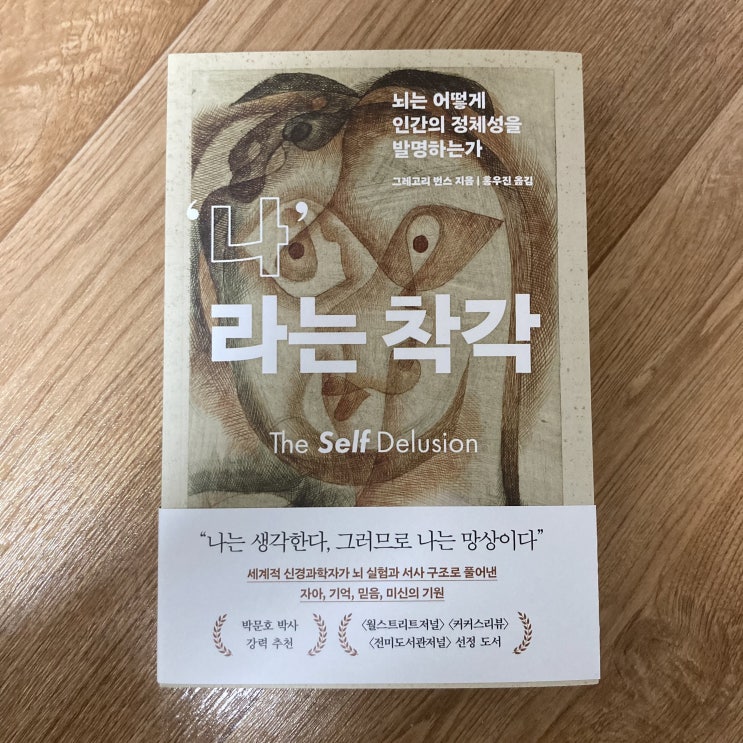 뇌는 어떻게
인간의 정체성을
발명하는가
그레고리 번스 지음 | 홍우진 옮김
‘나’
라는 착각
The Self Delusion
“나는 생각한다, 그러므로 나는 망상이다”
세계적 신경과학자가 뇌 실험과 서사 구조로 풀어낸
자아, 기억, 믿음, 미신의 기원
박문호 박사
강력 추천
〈월스트리트저널〉 〈커커스리뷰〉
〈전미도서관저널〉 선정 도서